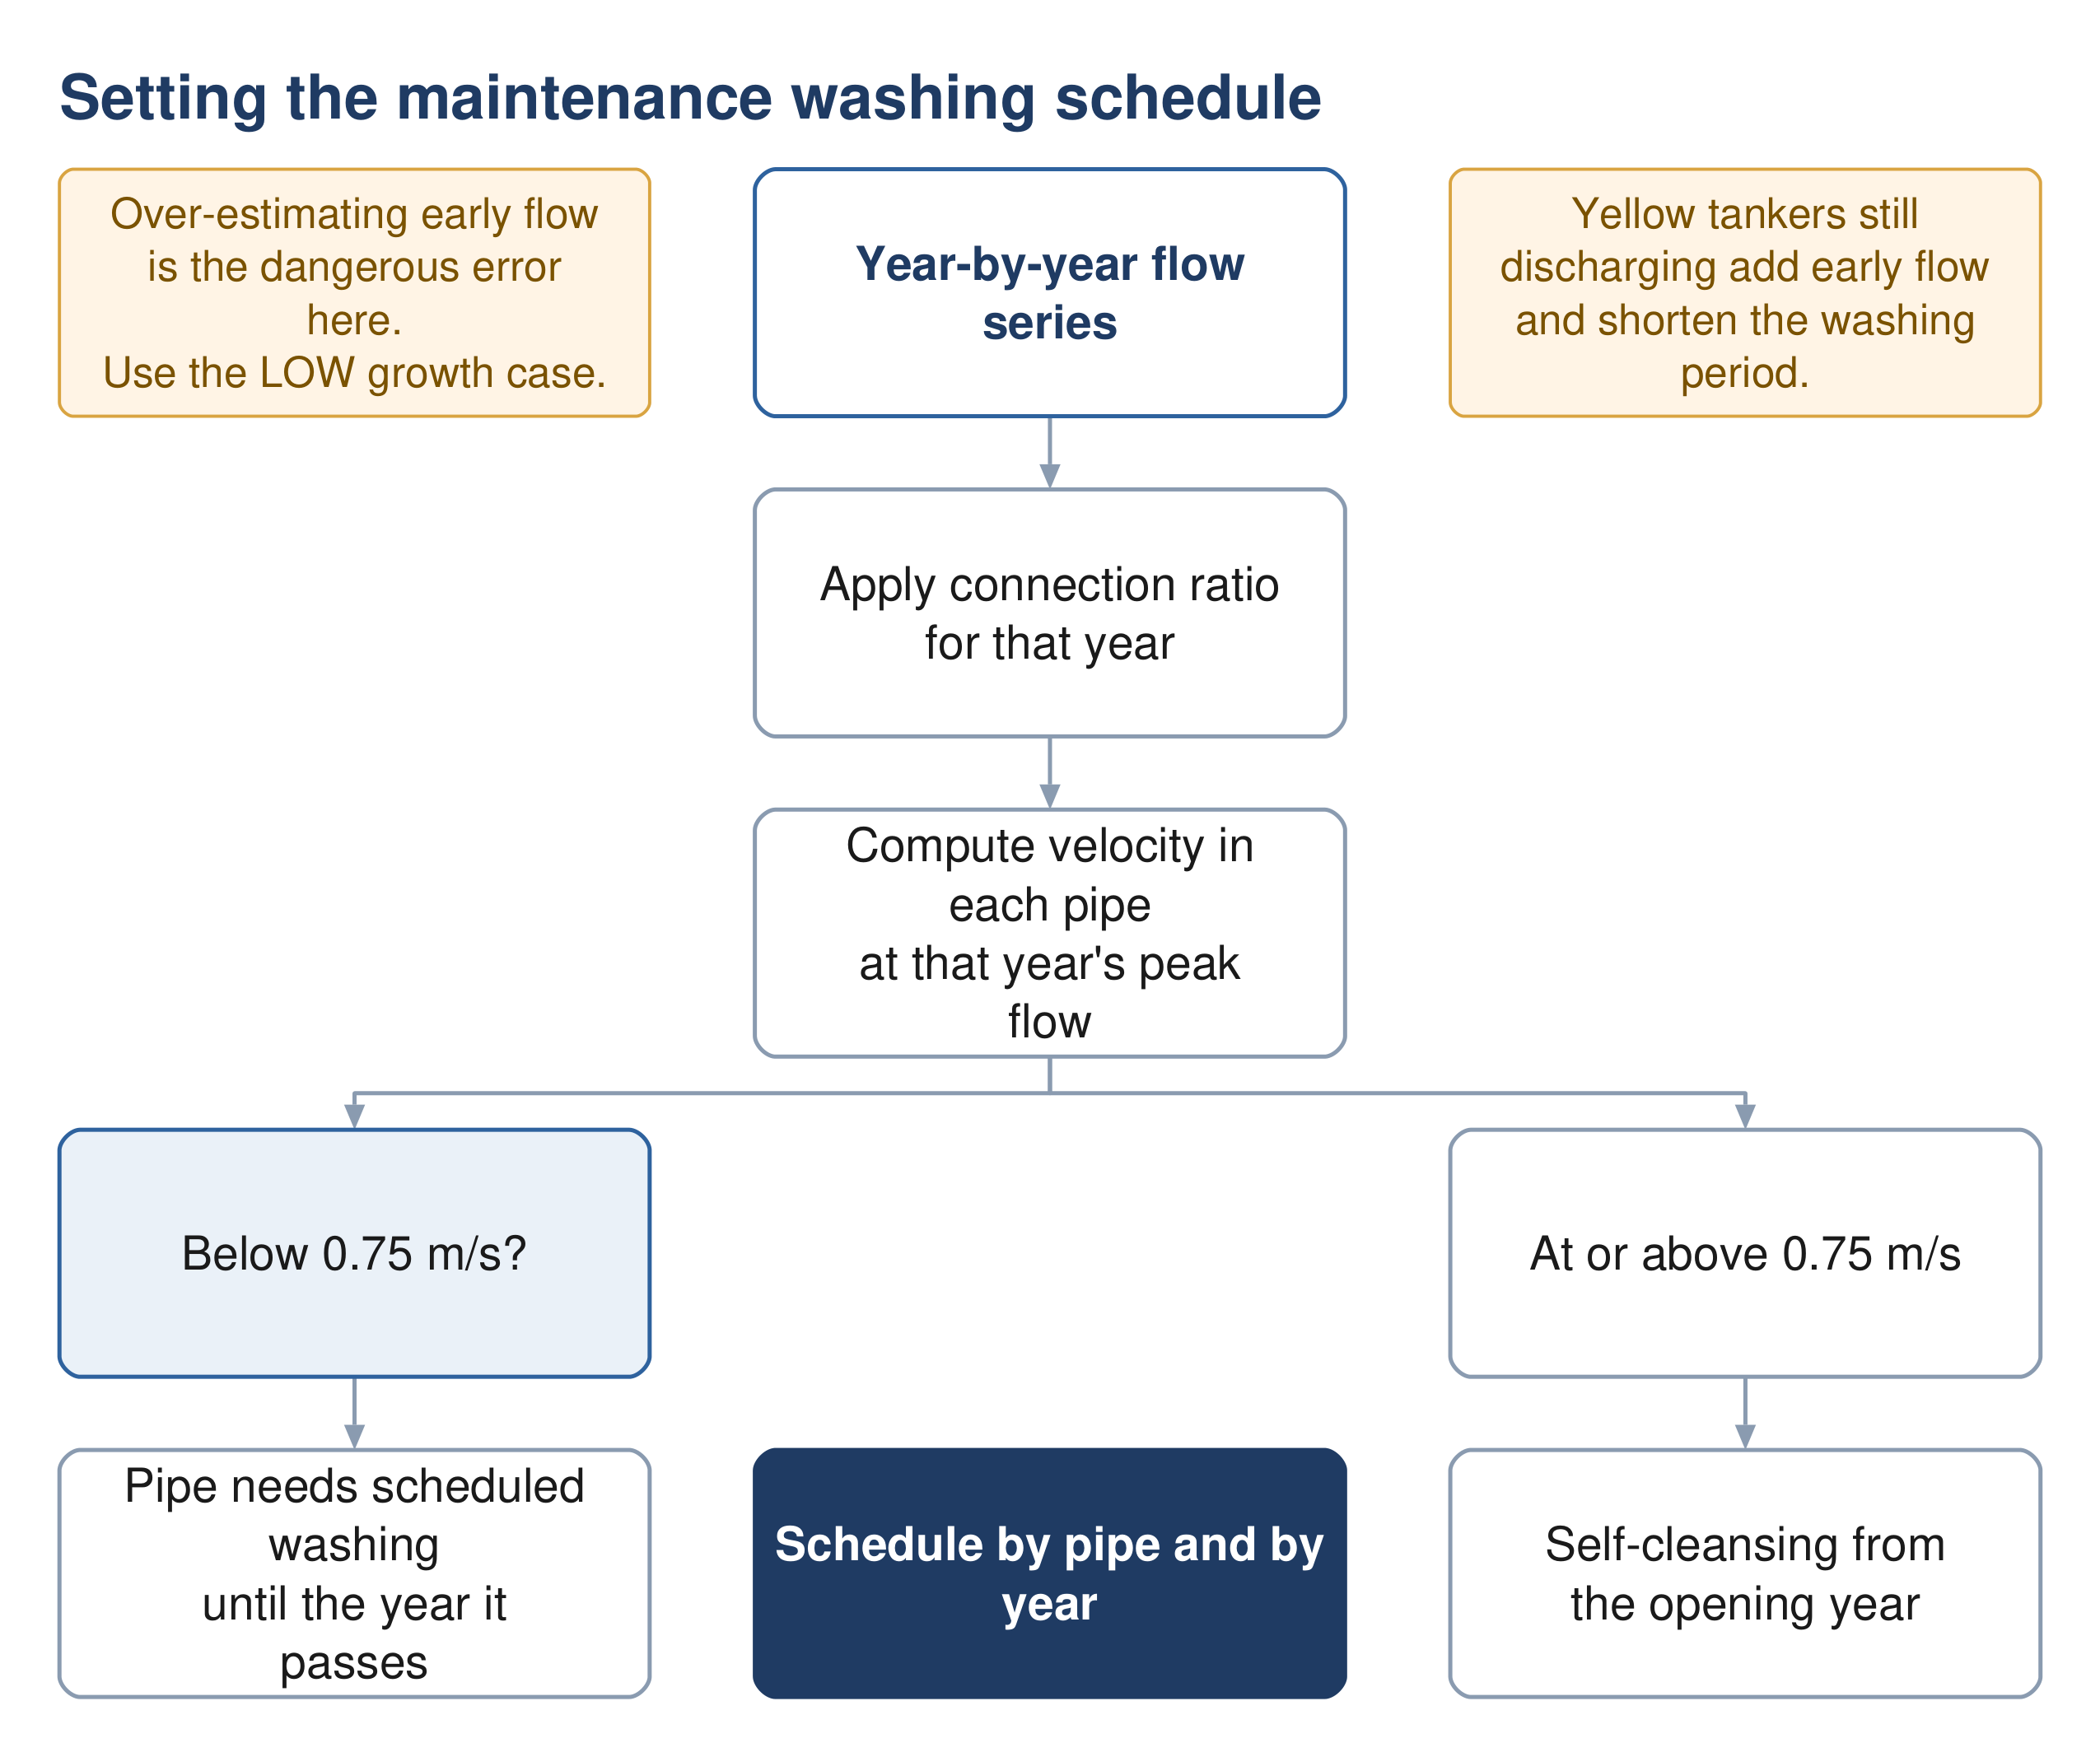 Setting the maintenance washing schedule
Over-estimating early flow
is the dangerous error
here.
Use the LOW growth case.
Year-by-year flow
series
Yellow tankers still
discharging add early flow
and shorten the washing
period.
Apply connection ratio
for that year
Compute velocity in
each pipe
at that year's peak
flow
Below 0.75 m/s?
At or above 0.75 m/s
Pipe needs scheduled
washing
until the year it
passes
Schedule by pipe and by
year
Self-cleansing from
the opening year